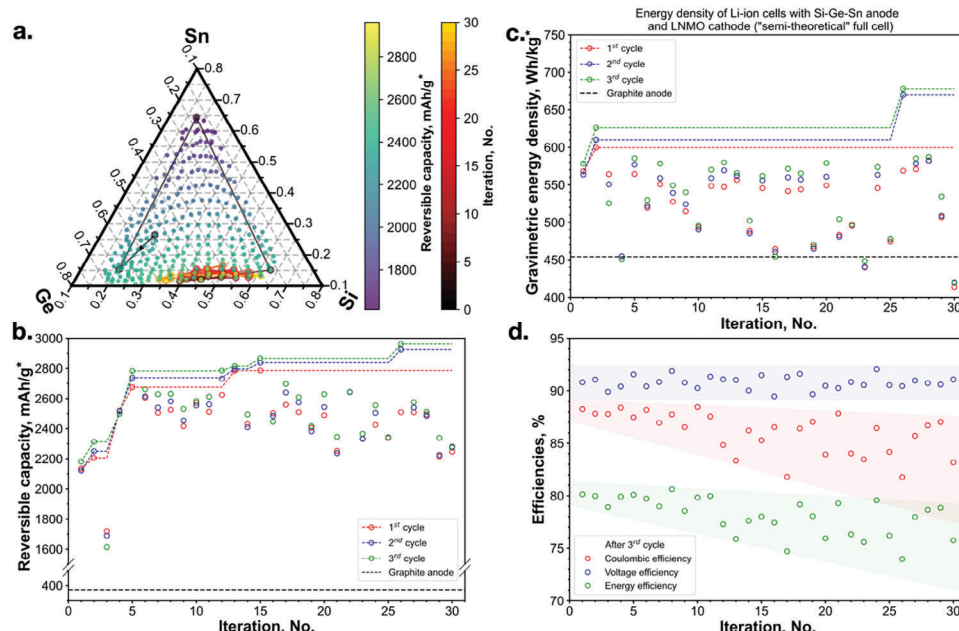 a.
Sn
Ge
Si
0.1
0.2
0.3
0.4
0.5
0.6
0.7
0.8
0.8
0.7
0.6
0.5
0.4
0.3
0.2
0.1
0.1
0.2
0.3
0.4
0.5
0.6
0.7
0.8
2800
2600
2400
2200
2000
1800
Reversible capacity, mAh/g*
30
25
20
15
10
5
0
Iteration, No.
b.
3000
2800
2600
2400
2200
2000
1800
1600
400
Reversible capacity, mAh/g*
1st cycle
2nd cycle
3rd cycle
Graphite anode
0 5 10 15 20 25 30
Iteration, No.
c.
Energy density of Li-ion cells with Si-Ge-Sn anode
and LNMO cathode ("semi-theoretical" full cell)
800
750
700
650
600
550
500
450
400
Gravimetric energy density, Wh/kg*
1st cycle
2nd cycle
3rd cycle
Graphite anode
0 5 10 15 20 25 30
Iteration, No.
d.
95
90
85
80
75
70
Efficiencies, %
After 3rd cycle
Coulombic efficiency
Voltage efficiency
Energy efficiency
0 5 10 15 20 25 30
Iteration, No.